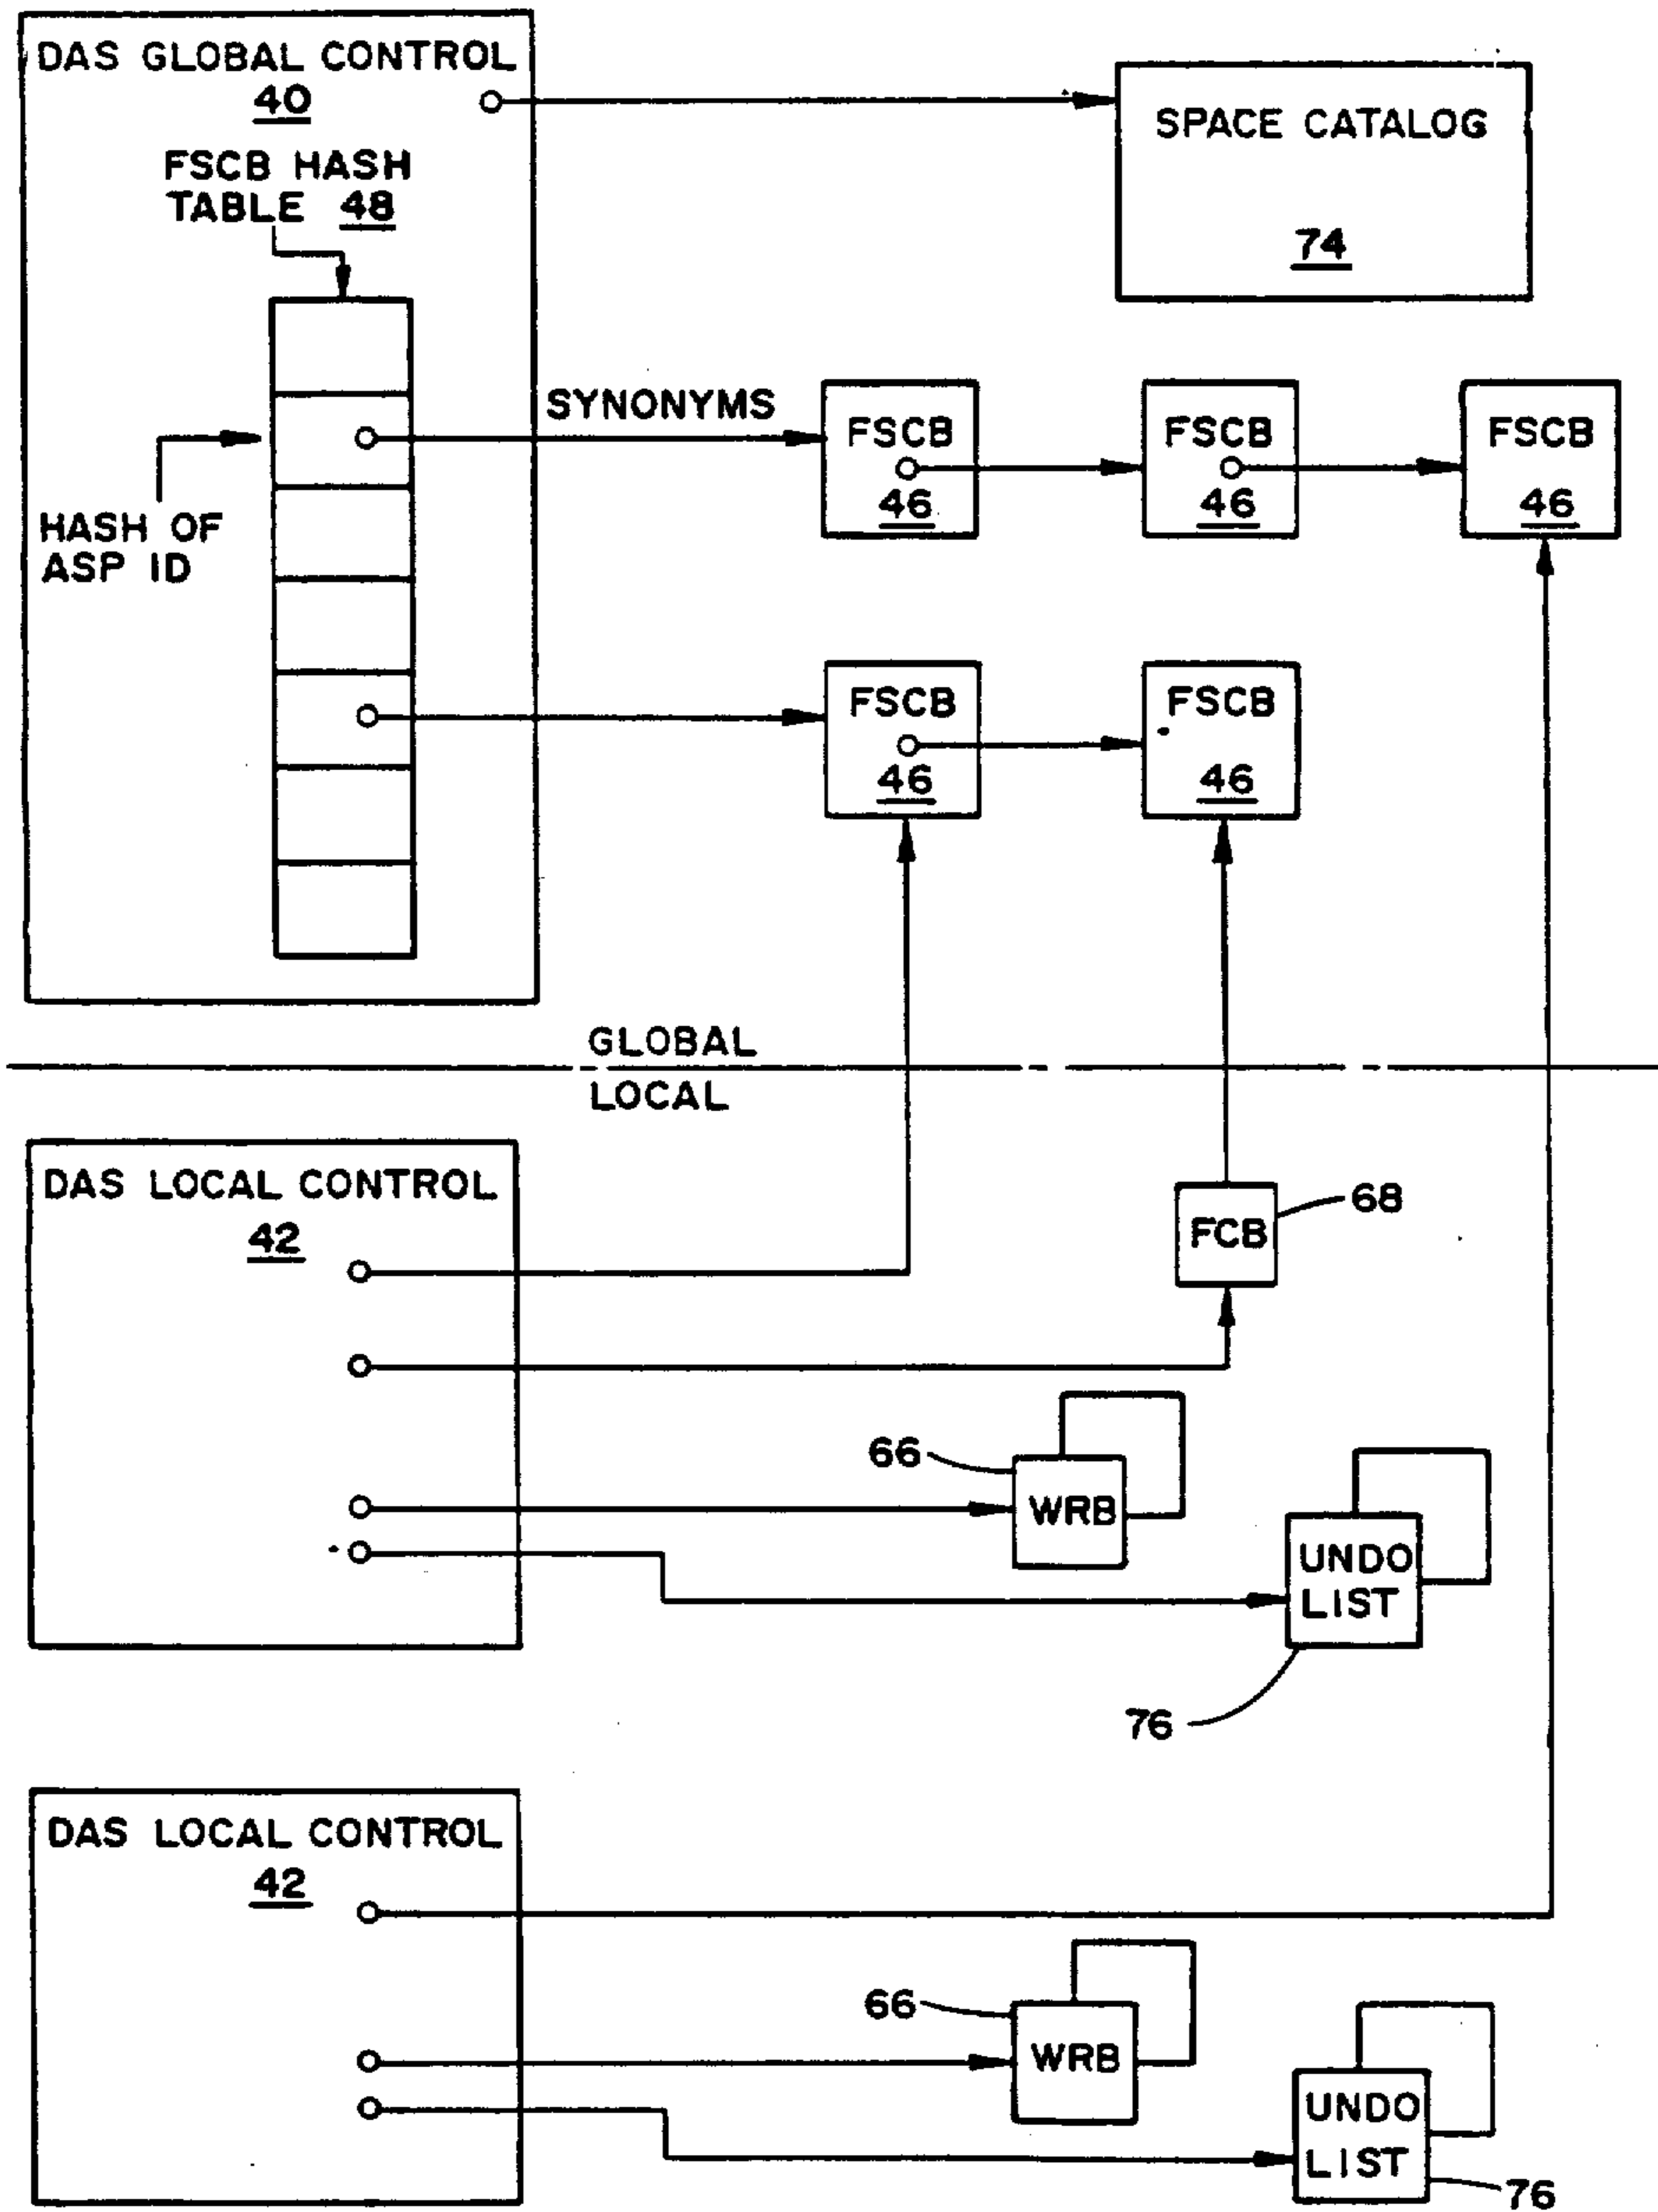 DAS GLOBAL CONTROL
40
FSCB HASH
TABLE 48
SPACE CATALOG
74
SYNONYMS
HASH OF
ASP ID
FSCB
46
FSCB
46
FSCB
46
FSCB
46
FSCB
46
GLOBAL
LOCAL
DAS LOCAL CONTROL
42
FCB
68
66
WRB
UNDO
LIST
76
DAS LOCAL CONTROL
42
66
WRB
UNDO
LIST
76